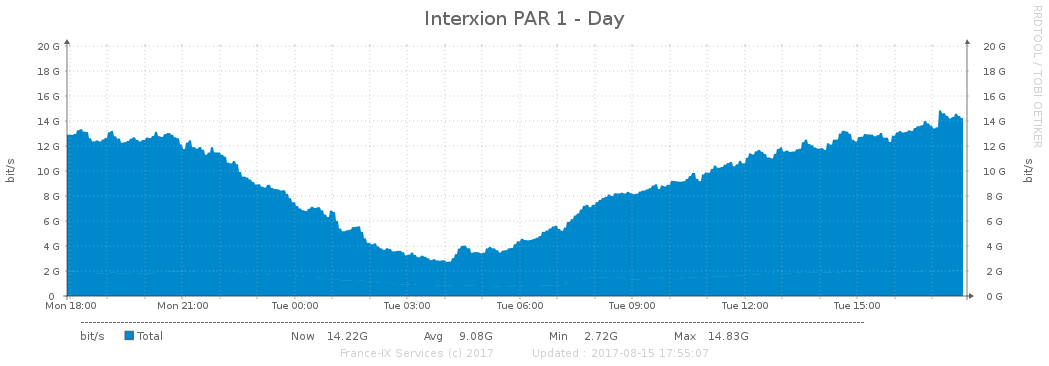 Interxion PAR 1 - Day
RRDTOOL / TOBI OETIKER
20 G 20 G
18 G 18 G
16 G 16 G
14 G 14 G
12 G 12 G
10 G 10 G
8 G 8 G
6 G 6 G
4 G 4 G
2 G 2 G
0 0 G
bit/s
bit/s
Mon 18:00 Mon 21:00 Tue 00:00 Tue 03:00 Tue 06:00 Tue 09:00 Tue 12:00 Tue 15:00
bit/s Total Now 14.22G Avg 9.08G Min 2.72G Max 14.83G
France-IX Services (c) 2017 Updated : 2017-08-15 17:55:07